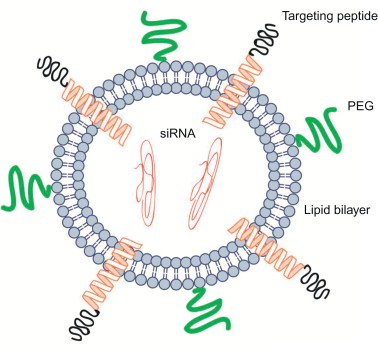 Targeting peptide
PEG
siRNA
Lipid bilayer